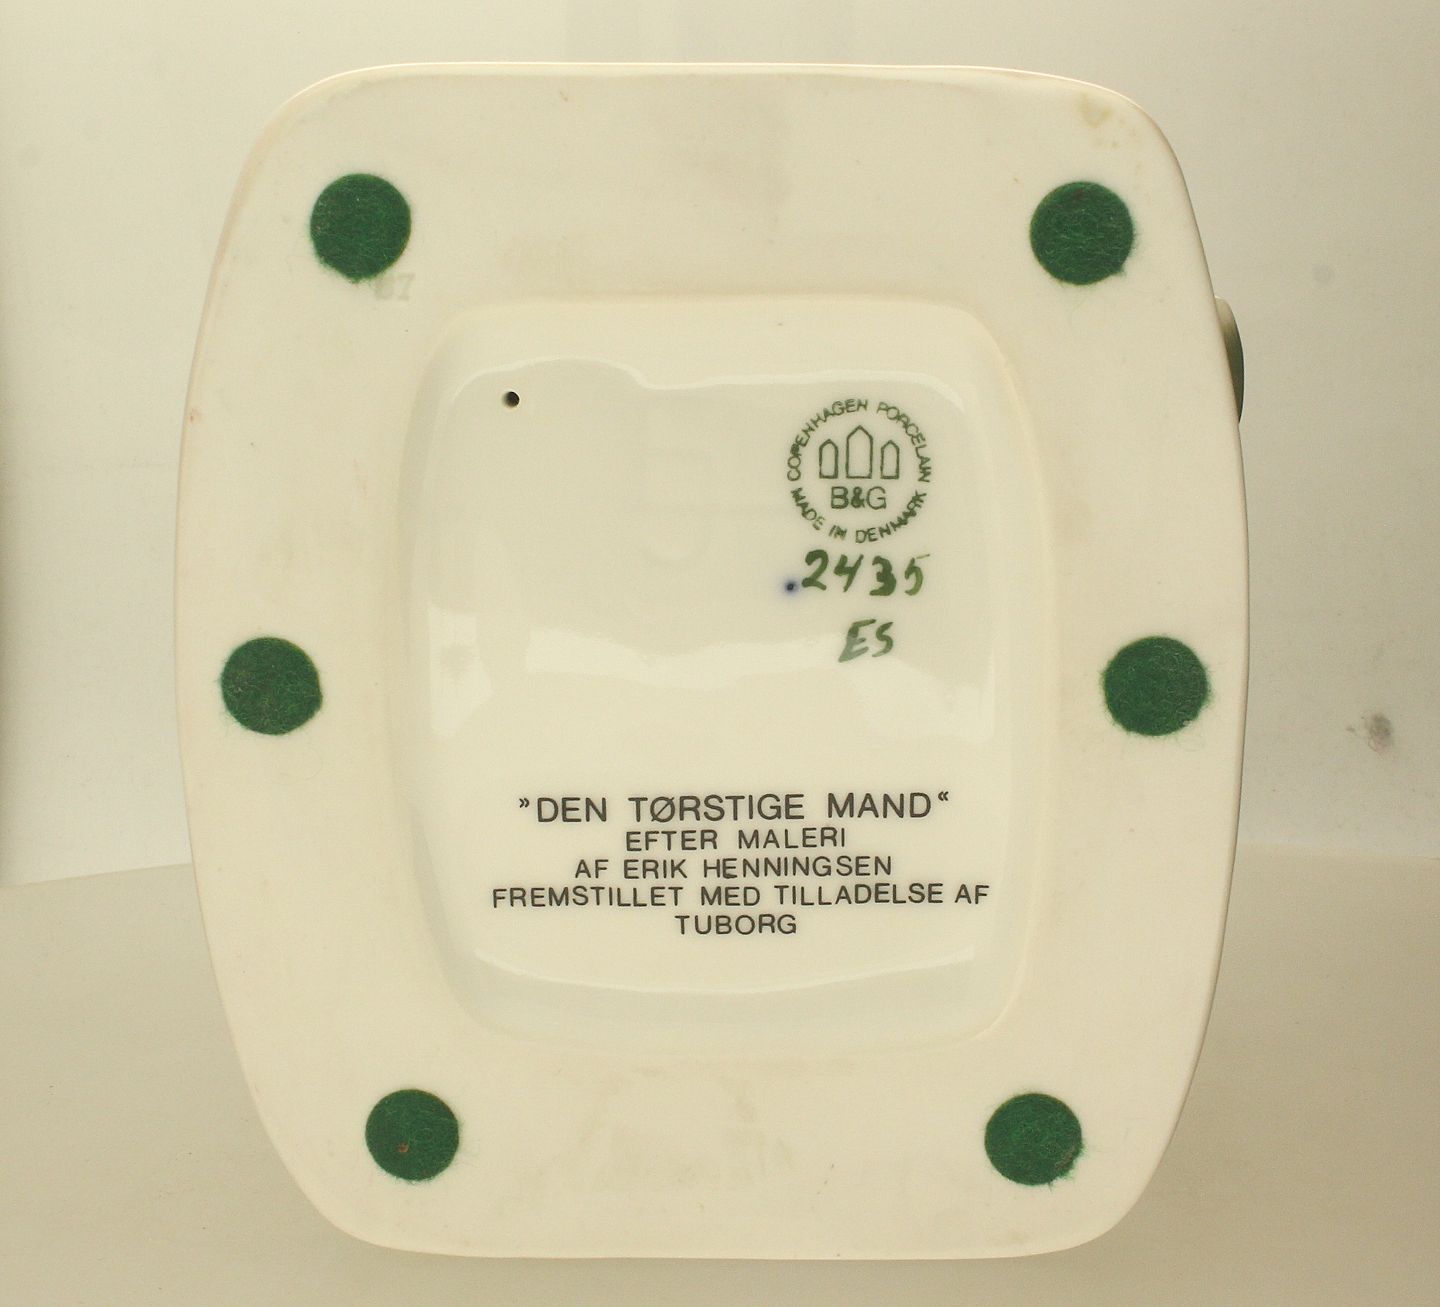 87
COPENHAGEN PORCELAIN
B&G
MADE IN DENMARK
2435
ES
»DEN TØRSTIGE MAND«
EFTER MALERI
AF ERIK HENNINGSEN
FREMSTILLET MED TILLADELSE AF
TUBORG